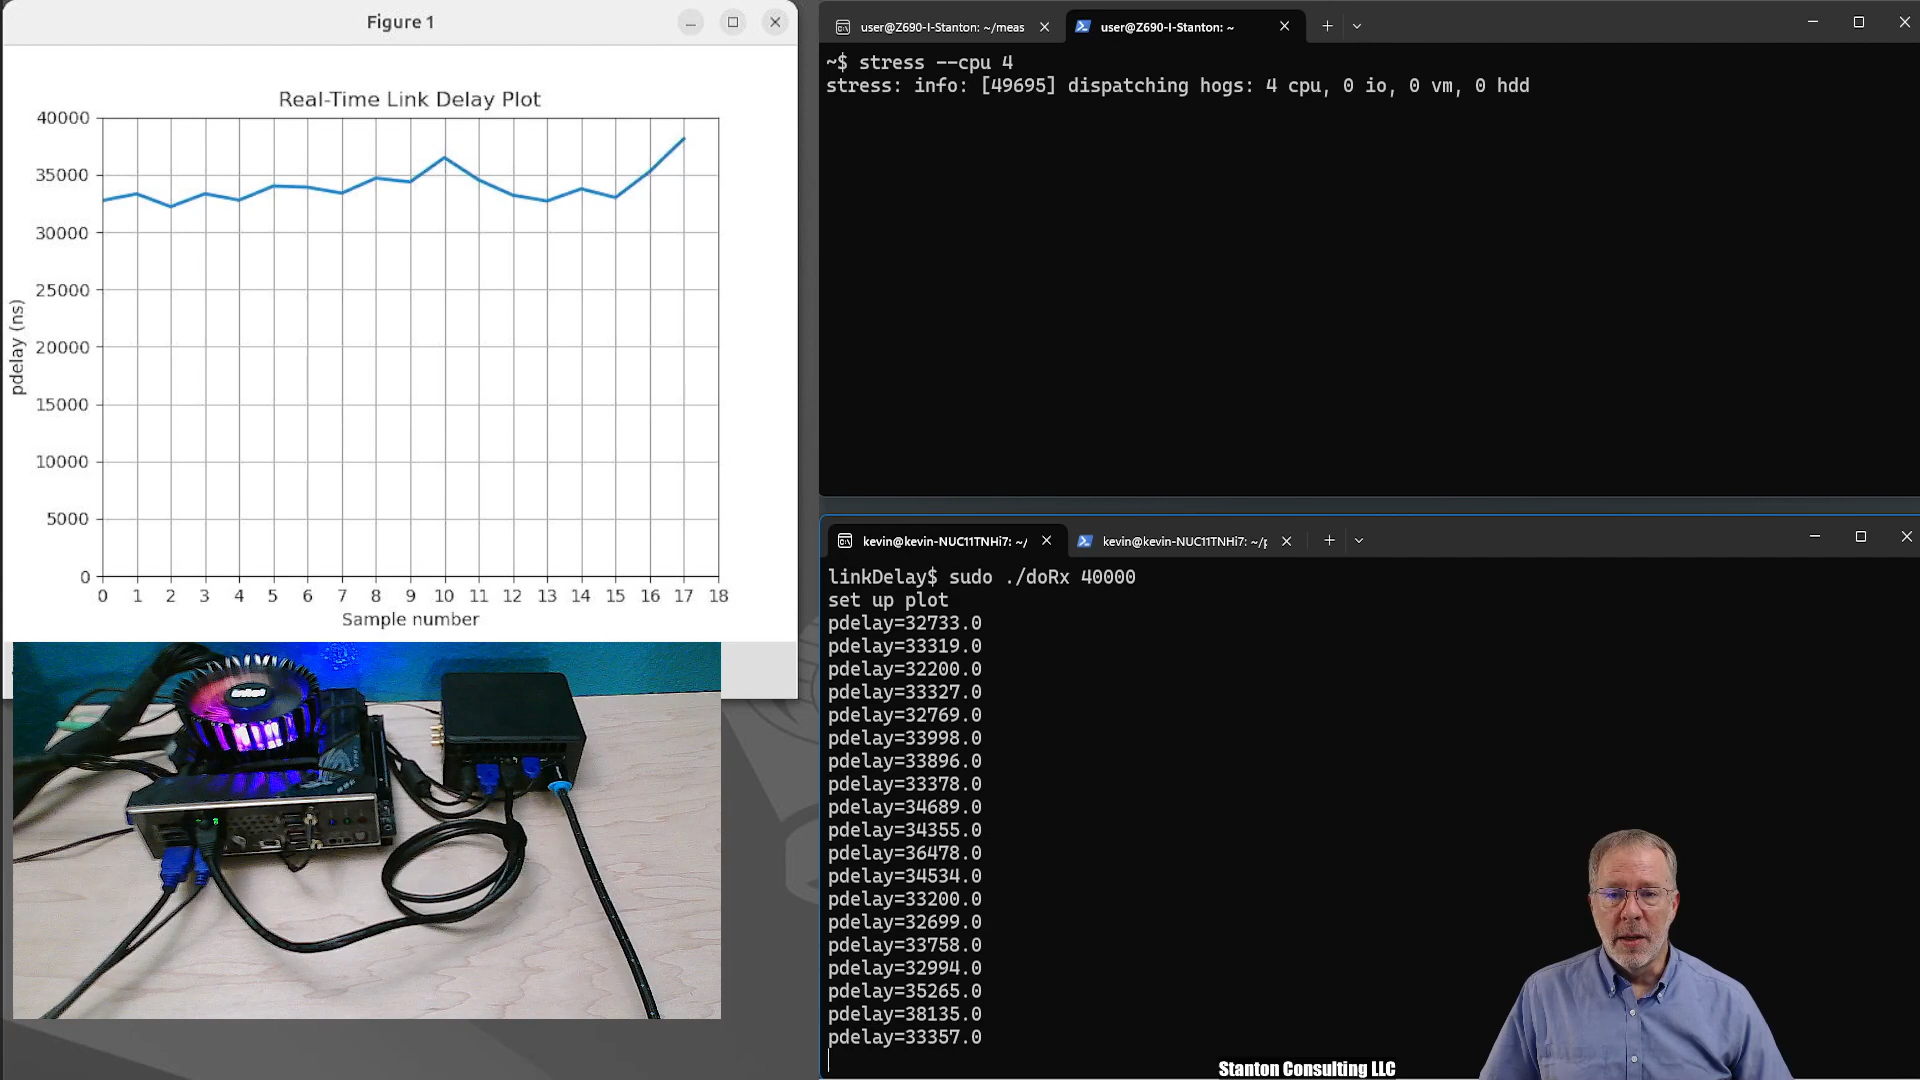 Figure 1
Real-Time Link Delay Plot
40000
35000
30000
25000
20000
15000
10000
5000
0
pdelay (ns)
0 1 2 3 4 5 6 7 8 9 10 11 12 13 14 15 16 17 18
Sample number
intel
user@Z690-I-Stanton: ~/meas
user@Z690-I-Stanton: ~
~$ stress --cpu 4
stress: info: [49695] dispatching hogs: 4 cpu, 0 io, 0 vm, 0 hdd
kevin@kevin-NUC11TNHi7: ~/
kevin@kevin-NUC11TNHi7: ~/p
linkDelay$ sudo ./doRx 40000
set up plot
pdelay=32733.0
pdelay=33319.0
pdelay=32200.0
pdelay=33327.0
pdelay=32769.0
pdelay=33998.0
pdelay=33896.0
pdelay=33378.0
pdelay=34689.0
pdelay=34355.0
pdelay=36478.0
pdelay=34534.0
pdelay=33200.0
pdelay=32699.0
pdelay=33758.0
pdelay=32994.0
pdelay=35265.0
pdelay=38135.0
pdelay=33357.0
Stanton Consulting LLC